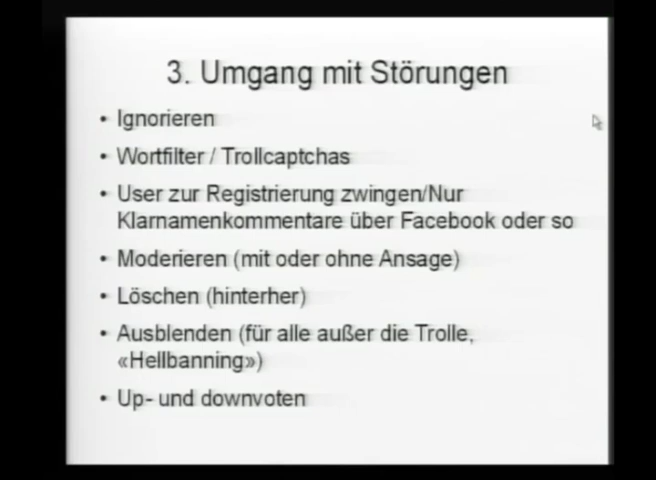 3. Umgang mit Störungen
• Ignorieren
• Wortfilter / Trollcaptchas
• User zur Registrierung zwingen/Nur
Klarnamenkommentare über Facebook oder so
• Moderieren (mit oder ohne Ansage)
• Löschen (hinterher)
• Ausblenden (für alle außer die Trolle,
«Hellbanning»)
• Up- und downvoten